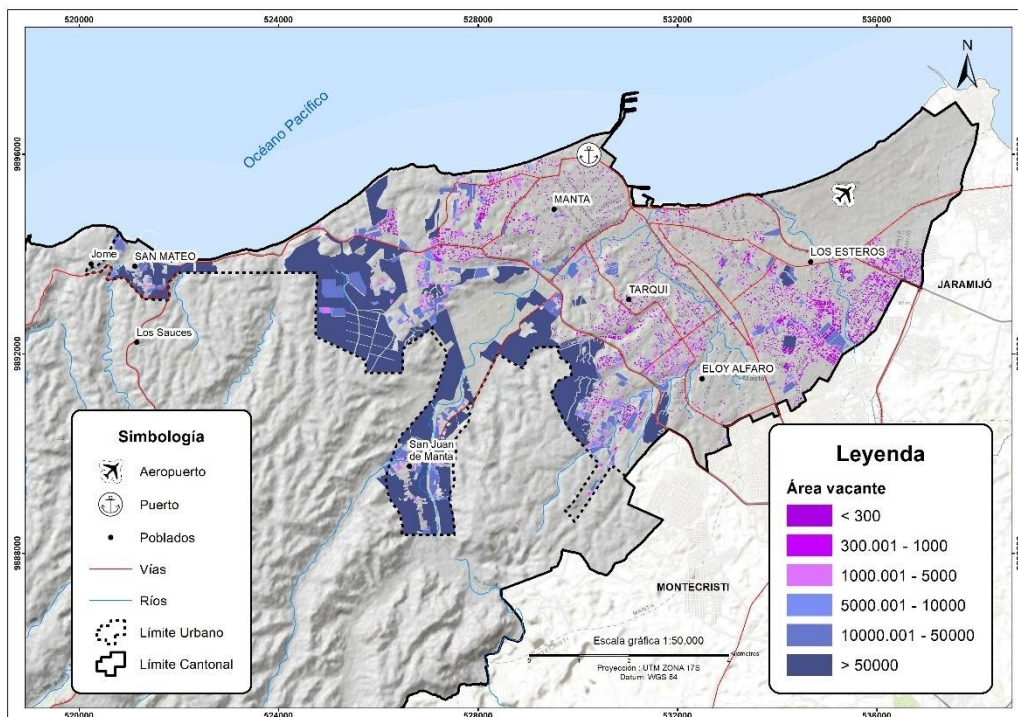 520000 524000 528000 532000 536000
N
Océano Pacífico
9896000
MANTA
Jome
SAN MATEO
LOS ESTEROS
JARAMIJÓ
TARQUI
Los Sauces
9892000
ELOY ALFARO
Manta
San Juan
de Manta
Simbología
Aeropuerto
Puerto
Poblados
Vías
Ríos
Límite Urbano
Límite Cantonal
Leyenda
Área vacante
< 300
300.001 - 1000
1000.001 - 5000
5000.001 - 10000
10000.001 - 50000
> 50000
9888000
MONTECRISTI
MANTA
Escala gráfica 1:50.000
Proyección : UTM ZONA 17S
Datum: WGS 84
520000 524000 528000 532000 536000